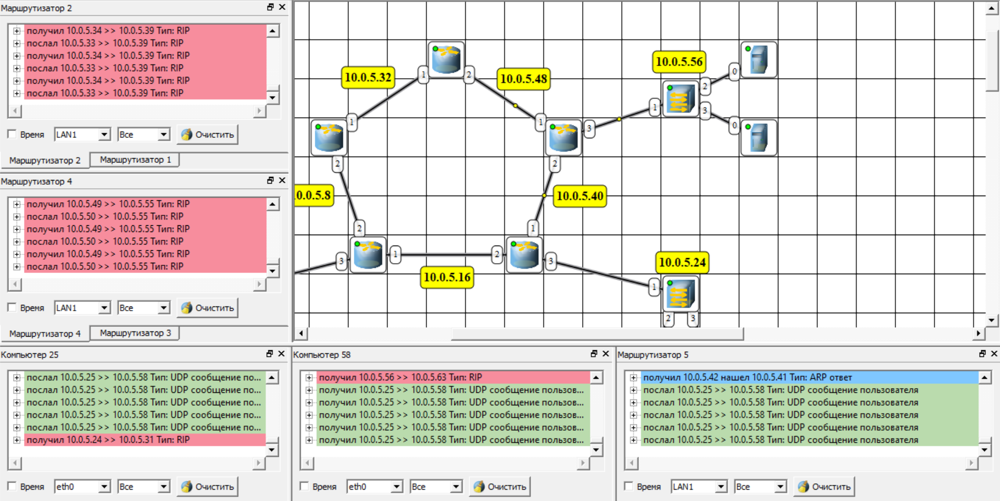 Маршрутизатор 2
получил 10.0.5.34 >> 10.0.5.39 Тип: RIP
послал 10.0.5.33 >> 10.0.5.39 Тип: RIP
получил 10.0.5.34 >> 10.0.5.39 Тип: RIP
послал 10.0.5.33 >> 10.0.5.39 Тип: RIP
получил 10.0.5.34 >> 10.0.5.39 Тип: RIP
послал 10.0.5.33 >> 10.0.5.39 Тип: RIP
Время LAN1 Все Очистить
Маршрутизатор 2 Маршрутизатор 1
Маршрутизатор 4
получил 10.0.5.49 >> 10.0.5.55 Тип: RIP
послал 10.0.5.50 >> 10.0.5.55 Тип: RIP
получил 10.0.5.49 >> 10.0.5.55 Тип: RIP
послал 10.0.5.50 >> 10.0.5.55 Тип: RIP
получил 10.0.5.49 >> 10.0.5.55 Тип: RIP
послал 10.0.5.50 >> 10.0.5.55 Тип: RIP
Время LAN1 Все Очистить
Маршрутизатор 4 Маршрутизатор 3
10.0.5.56
0
10.0.5.32 1 2 10.0.5.48
2
1 3
1 1 3 0
2 2
.0.5.8 10.0.5.40
2 1
3 1 2 3
10.0.5.24
10.0.5.16
1
2 3
Компьютер 25
послал 10.0.5.25 >> 10.0.5.58 Тип: UDP сообщение по...
послал 10.0.5.25 >> 10.0.5.58 Тип: UDP сообщение по...
послал 10.0.5.25 >> 10.0.5.58 Тип: UDP сообщение по...
послал 10.0.5.25 >> 10.0.5.58 Тип: UDP сообщение по...
послал 10.0.5.25 >> 10.0.5.58 Тип: UDP сообщение по...
получил 10.0.5.24 >> 10.0.5.31 Тип: RIP
Время eth0 Все Очистить
Компьютер 58
получил 10.0.5.56 >> 10.0.5.63 Тип: RIP
получил 10.0.5.25 >> 10.0.5.58 Тип: UDP сообщение пользов...
получил 10.0.5.25 >> 10.0.5.58 Тип: UDP сообщение пользов...
получил 10.0.5.25 >> 10.0.5.58 Тип: UDP сообщение пользов...
получил 10.0.5.25 >> 10.0.5.58 Тип: UDP сообщение пользов...
получил 10.0.5.25 >> 10.0.5.58 Тип: UDP сообщение пользов...
Время eth0 Все Очистить
Маршрутизатор 5
получил 10.0.5.42 нашел 10.0.5.41 Тип: ARP ответ
послал 10.0.5.25 >> 10.0.5.58 Тип: UDP сообщение пользователя
послал 10.0.5.25 >> 10.0.5.58 Тип: UDP сообщение пользователя
послал 10.0.5.25 >> 10.0.5.58 Тип: UDP сообщение пользователя
послал 10.0.5.25 >> 10.0.5.58 Тип: UDP сообщение пользователя
послал 10.0.5.25 >> 10.0.5.58 Тип: UDP сообщение пользователя
Время LAN1 Все Очистить